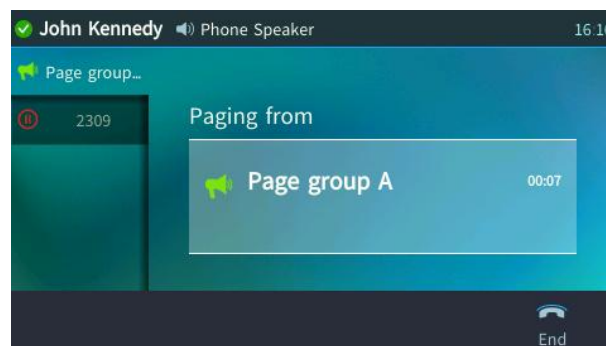 John Kennedy Phone Speaker
Page group...
2309
Paging from
Page group A 00:07
End